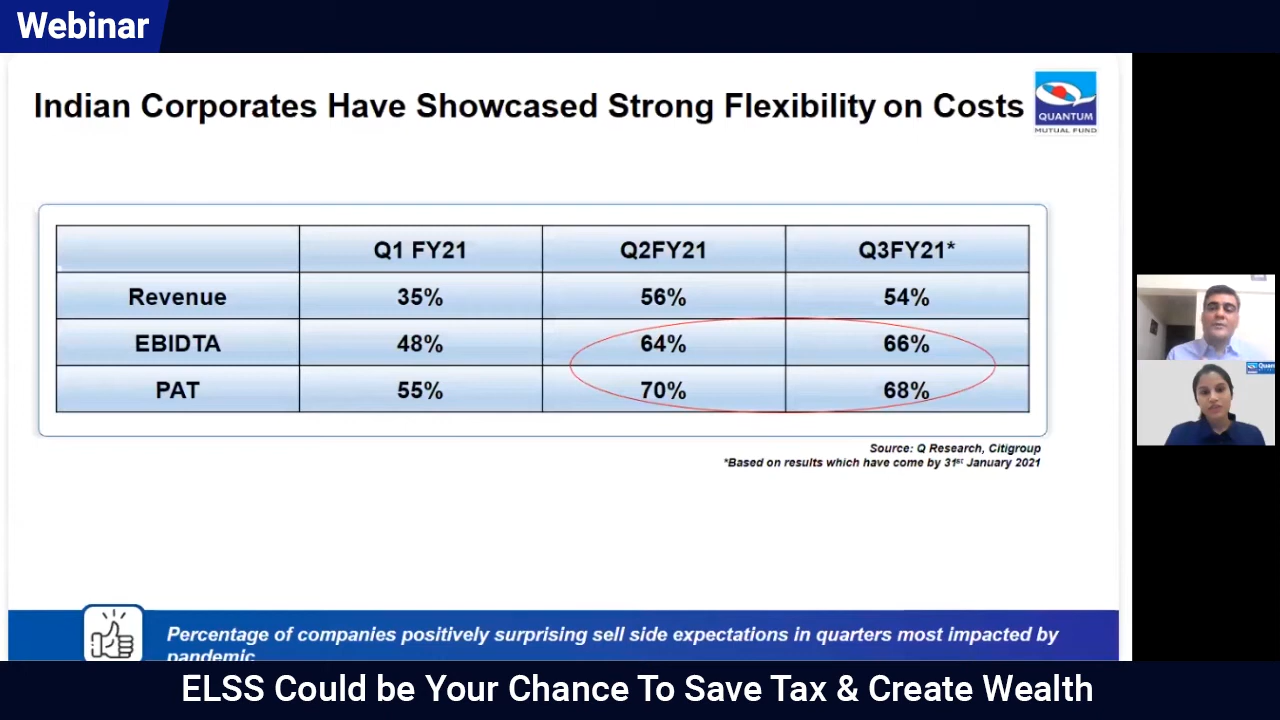 Webinar
Indian Corporates Have Showcased Strong Flexibility on Costs
QUANTUM
MUTUAL FUND
Q1 FY21 Q2FY21 Q3FY21*
Revenue 35% 56% 54%
EBIDTA 48% 64% 66%
PAT 55% 70% 68%
Source: Q Research, Citigroup
*Based on results which have come by 31st January 2021
Percentage of companies positively surprising sell side expectations in quarters most impacted by
pandemic
ELSS Could be Your Chance To Save Tax & Create Wealth